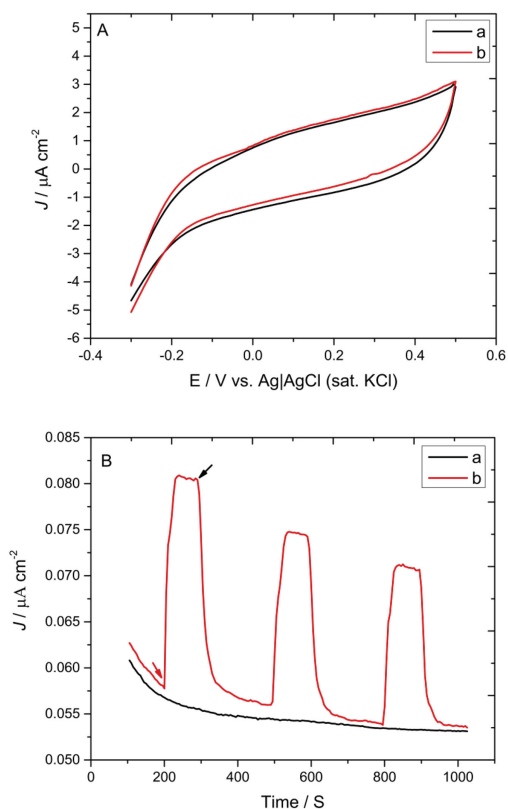 A
a
b
5
4
3
2
1
0
-1
-2
-3
-4
-5
-6
J / μA cm-2
-0.4 -0.2 0.0 0.2 0.4 0.6
E / V vs. Ag|AgCl (sat. KCl)
B
a
b
0.085
0.080
0.075
0.070
0.065
0.060
0.055
0.050
J / μA cm-2
0 200 400 600 800 1000
Time / S